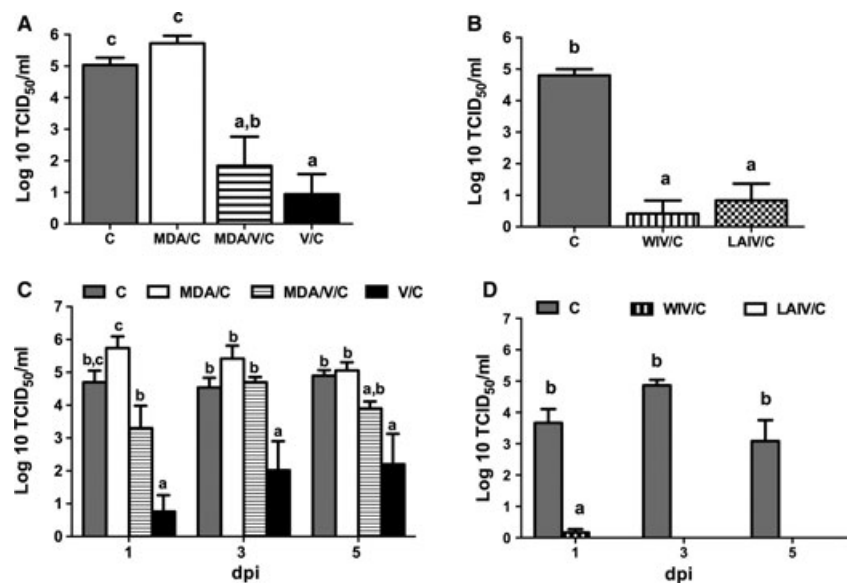 A
c
c
a,b
a
Log 10 TCID50/ml
6
5
4
3
2
1
0
C MDA/C MDA/V/C V/C
B
b
a
a
Log 10 TCID50/ml
6
5
4
3
2
1
0
C WIV/C LAIV/C
C
C MDA/C MDA/V/C V/C
b,c c b a
b b b a
b b a,b a
Log 10 TCID50/ml
7
6
5
4
3
2
1
0
1 3 5
dpi
D
C WIV/C LAIV/C
b a
b
b
Log 10 TCID50/ml
7
6
5
4
3
2
1
0
1 3 5
dpi